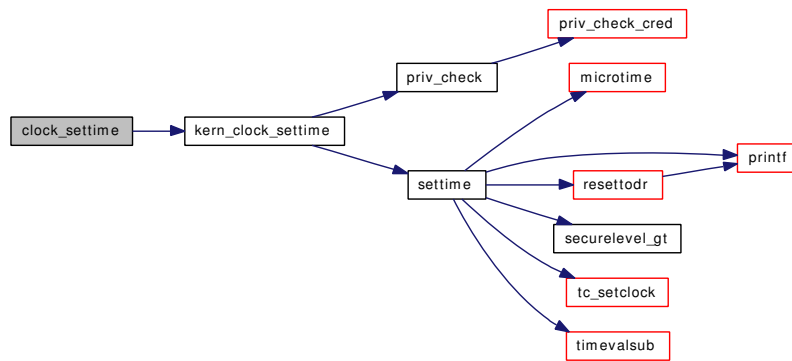 priv_check_cred
priv_check
microtime
clock_settime
kern_clock_settime
printf
settime
resettodr
securelevel_gt
tc_setclock
timevalsub